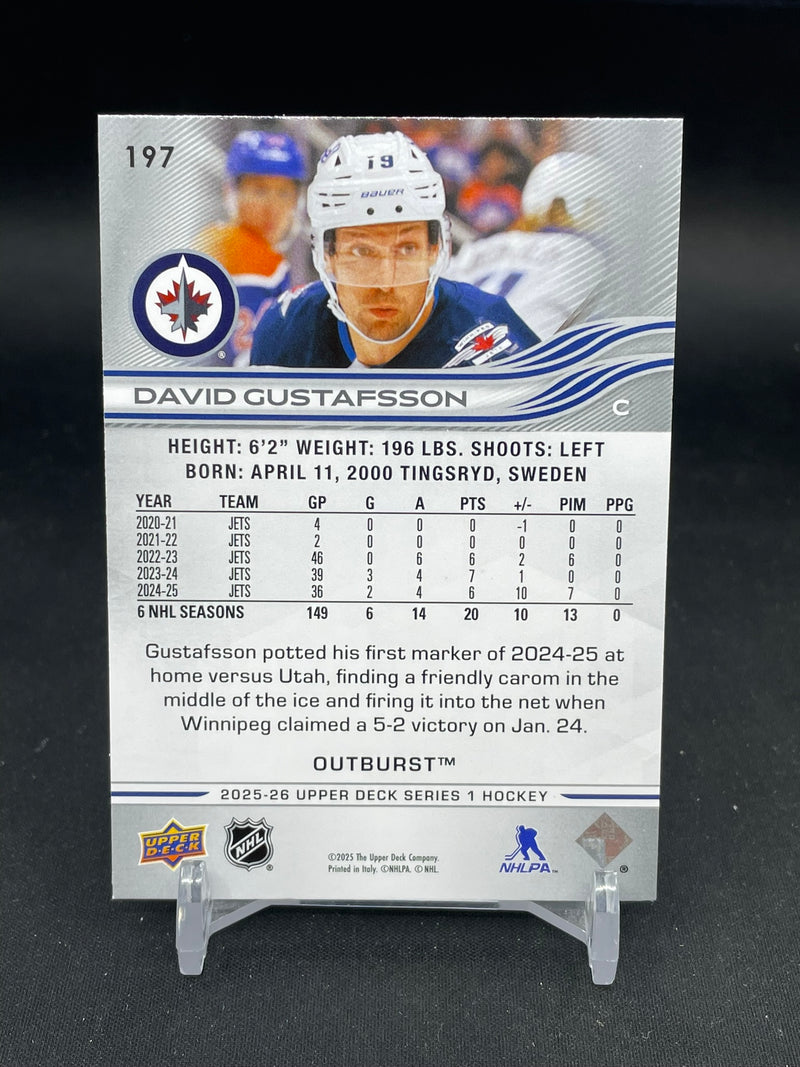 197
19
BAUER
DAVID GUSTAFSSON
C
HEIGHT: 6'2" WEIGHT: 196 LBS. SHOOTS: LEFT
BORN: APRIL 11, 2000 TINGSRYD, SWEDEN
YEAR TEAM GP G A PTS +/- PIM PPG
2020-21 JETS 4 0 0 0 -1 0 0
2021-22 JETS 2 0 0 0 0 0 0
2022-23 JETS 46 0 6 6 2 6 0
2023-24 JETS 39 3 4 7 1 0 0
2024-25 JETS 36 2 4 6 10 7 0
6 NHL SEASONS 149 6 14 20 10 13 0
Gustafsson potted his first marker of 2024-25 at
home versus Utah, finding a friendly carom in the
middle of the ice and firing it into the net when
Winnipeg claimed a 5-2 victory on Jan. 24.
OUTBURST™
2025-26 UPPER DECK SERIES 1 HOCKEY
UPPER DECK
NHL ®
©2025 The Upper Deck Company.
Printed in Italy. ©NHLPA. © NHL.
NHLPA™
®